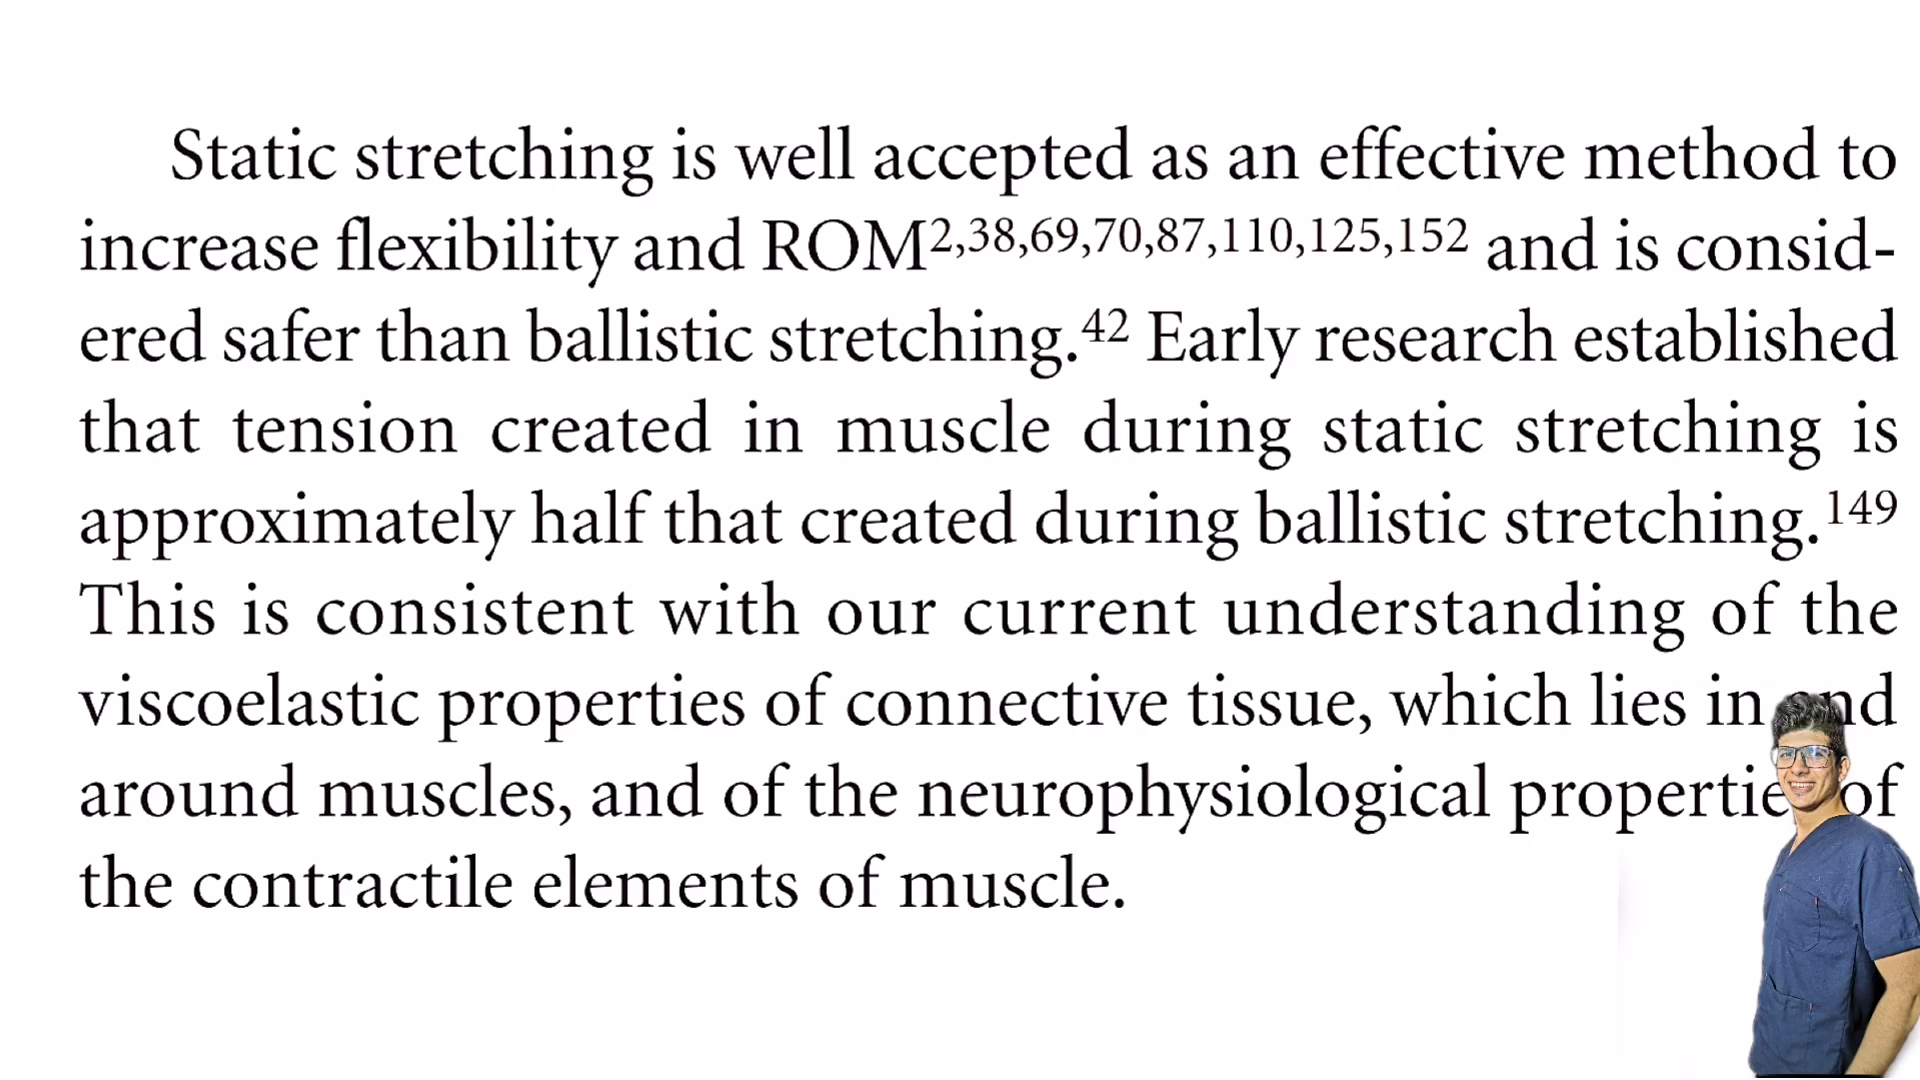 Static stretching is well accepted as an effective method to
increase flexibility and ROM2,38,69,70,87,110,125,152 and is consid-
ered safer than ballistic stretching.42 Early research established
that tension created in muscle during static stretching is
approximately half that created during ballistic stretching.149
This is consistent with our current understanding of the
viscoelastic properties of connective tissue, which lies in and
around muscles, and of the neurophysiological properties of
the contractile elements of muscle.